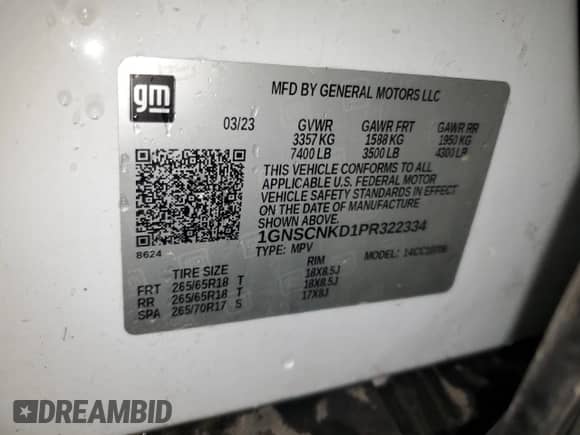 gm
MFD BY GENERAL MOTORS LLC
03/23 GVWR GAWR FRT GAWR RR
3357 KG 1588 KG 1950 KG
7400 LB 3500 LB 4300 LB
THIS VEHICLE CONFORMS TO ALL
APPLICABLE U.S. FEDERAL MOTOR
VEHICLE SAFETY STANDARDS IN
EFFECT ON THE DATE OF MANUFACTURE
SHOWN ABOVE.
1GNSCNKD1PR322334
8624
TYPE: MPV MODEL:
TIRE SIZE RIM
FRT 265/65R18 T 18X8.5J
RR 265/65R18 T 18X8.5J
SPA 265/70R17 S 17X8J
DREAMBID